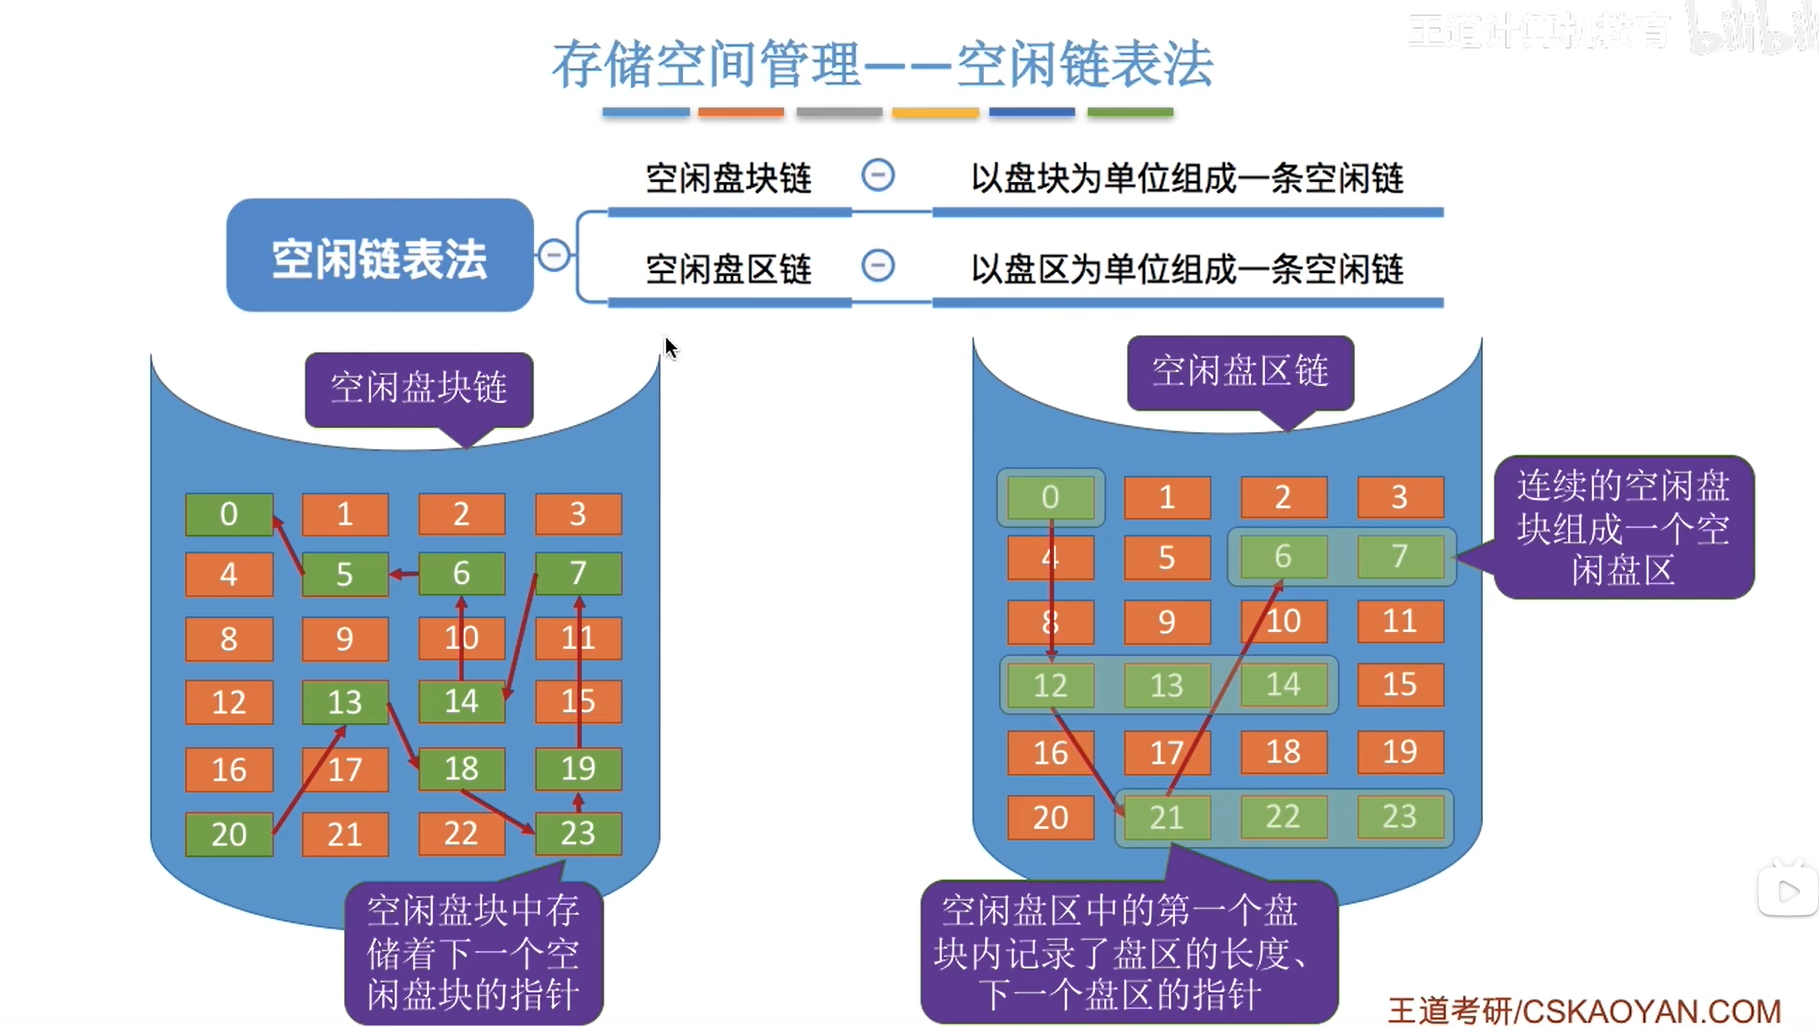 王道计算机教育 bilibili
存储空间管理——空闲链表法
空闲盘块链 以盘块为单位组成一条空闲链
空闲链表法
空闲盘区链 以盘区为单位组成一条空闲链
空闲盘块链
0 1 2 3
4 5 6 7
8 9 10 11
12 13 14 15
16 17 18 19
20 21 22 23
空闲盘块中存
储着下一个空
闲盘块的指针
空闲盘区链
0 1 2 3
4 5 6 7
8 9 10 11
12 13 14 15
16 17 18 19
20 21 22 23
连续的空闲盘
块组成一个空
闲盘区
空闲盘区中的第一个盘
块内记录了盘区的长度、
下一个盘区的指针
王道考研/CSKAOYAN.COM